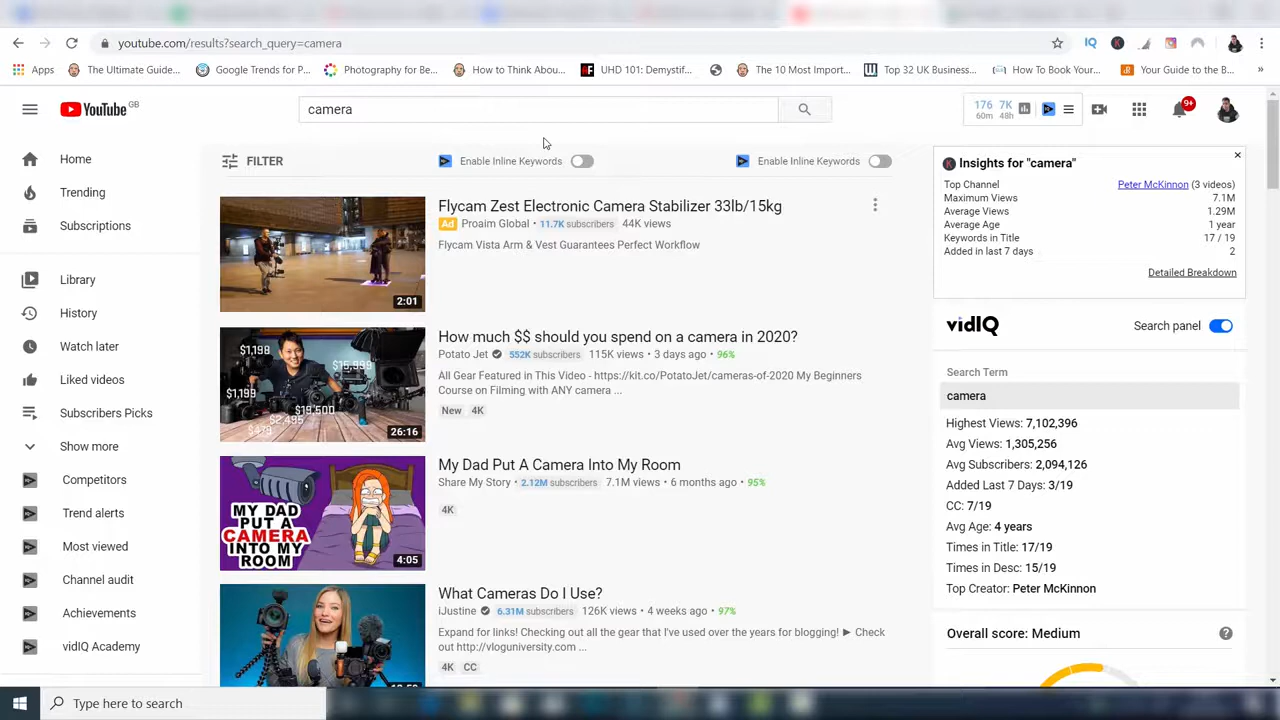 youtube.com/results?search_query=camera
IQ
K
Apps
The Ultimate Guide...
Google Trends for P...
Photography for Be...
How to Think Abou...
UHD 101: Demystif...
The 10 Most Import...
Top 32 UK Business...
How To Book Your...
Your Guide to the B...
»
YouTube GB
camera
176 60m
7K 48h
9+
Home
Trending
Subscriptions
Library
History
Watch later
Liked videos
Subscribers Picks
Show more
Competitors
Trend alerts
Most viewed
Channel audit
Achievements
vidIQ Academy
FILTER
Enable Inline Keywords
Enable Inline Keywords
2:01
Flycam Zest Electronic Camera Stabilizer 33lb/15kg
Ad Proaim Global • 11.7K subscribers 44K views
Flycam Vista Arm & Vest Guarantees Perfect Workflow
$1,198
$15,999
$1,199
$19,500
$2,495
26:16
How much $$ should you spend on a camera in 2020?
Potato Jet 552K subscribers 115K views • 3 days ago • 96%
All Gear Featured in This Video - https://kit.co/PotatoJet/cameras-of-2020 My Beginners
Course on Filming with ANY camera ...
New 4K
MY DAD
PUT A
CAMERA
INTO MY
ROOM
4:05
My Dad Put A Camera Into My Room
Share My Story • 2.12M subscribers 7.1M views • 6 months ago • 95%
4K
What Cameras Do I Use?
iJustine 6.31M subscribers 126K views • 4 weeks ago • 97%
Expand for links! Checking out all the gear that I've used over the years for blogging! ► Check
out http://vloguniversity.com ...
4K CC
K Insights for "camera"
Top Channel Peter McKinnon (3 videos)
Maximum Views 7.1M
Average Views 1.29M
Average Age 1 year
Keywords in Title 17 / 19
Added in last 7 days 2
Detailed Breakdown
vidIQ
Search panel
Search Term
camera
Highest Views: 7,102,396
Avg Views: 1,305,256
Avg Subscribers: 2,094,126
Added Last 7 Days: 3/19
CC: 7/19
Avg Age: 4 years
Times in Title: 17/19
Times in Desc: 15/19
Top Creator: Peter McKinnon
Overall score: Medium
?
Type here to search